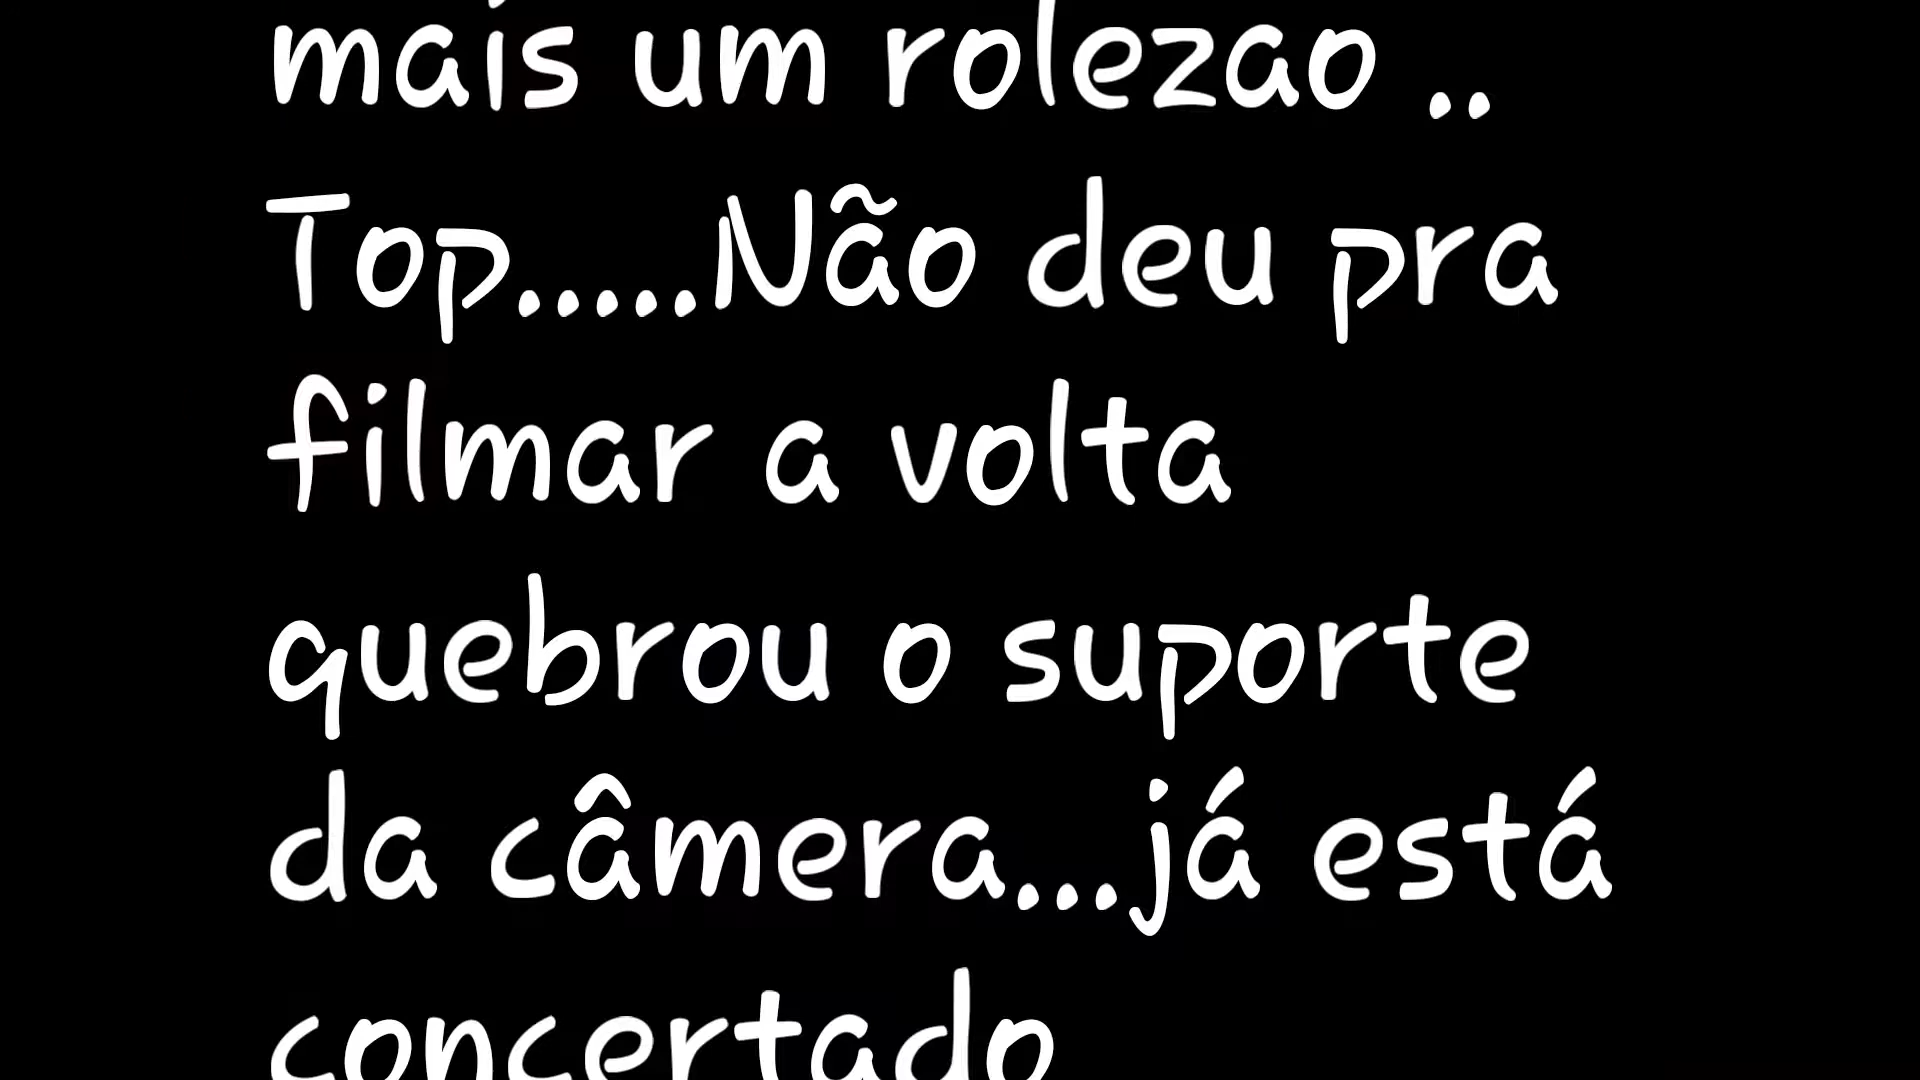 mais um rolezao ..
Top.....Não deu pra
filmar a volta
quebrou o suporte
da câmera...já está
concertado